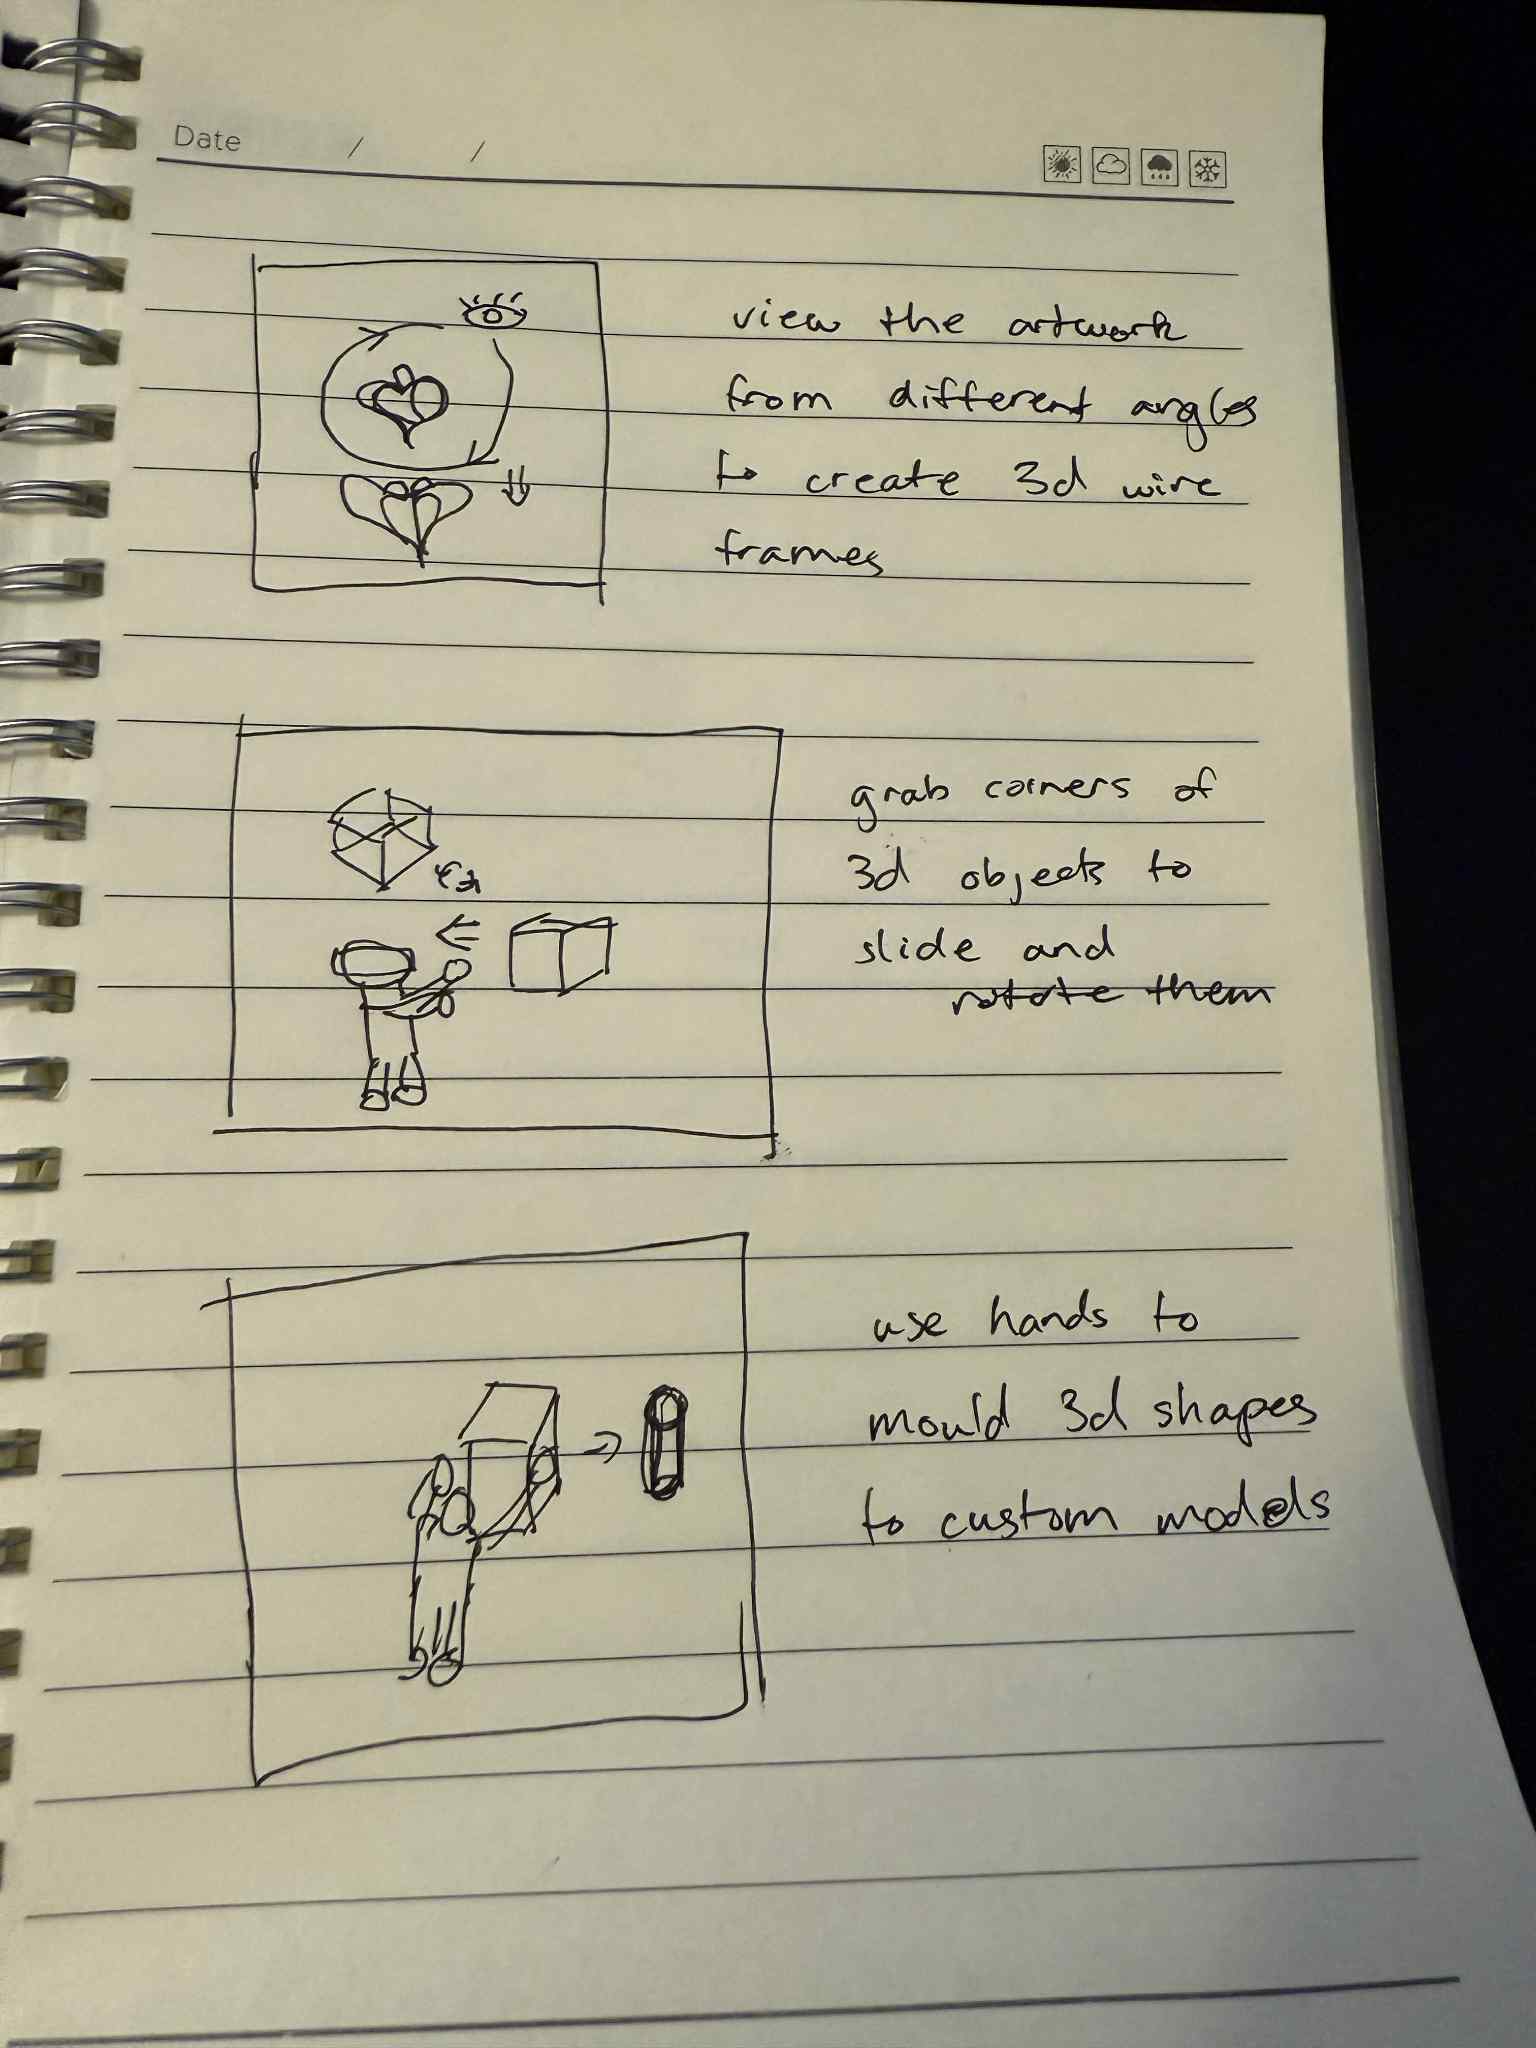 Date / /
view the artwork
from different angles
to create 3d wire
frames
grab corners of
3d objects to
slide and
rotate them
use hands to
mould 3d shapes
to custom models